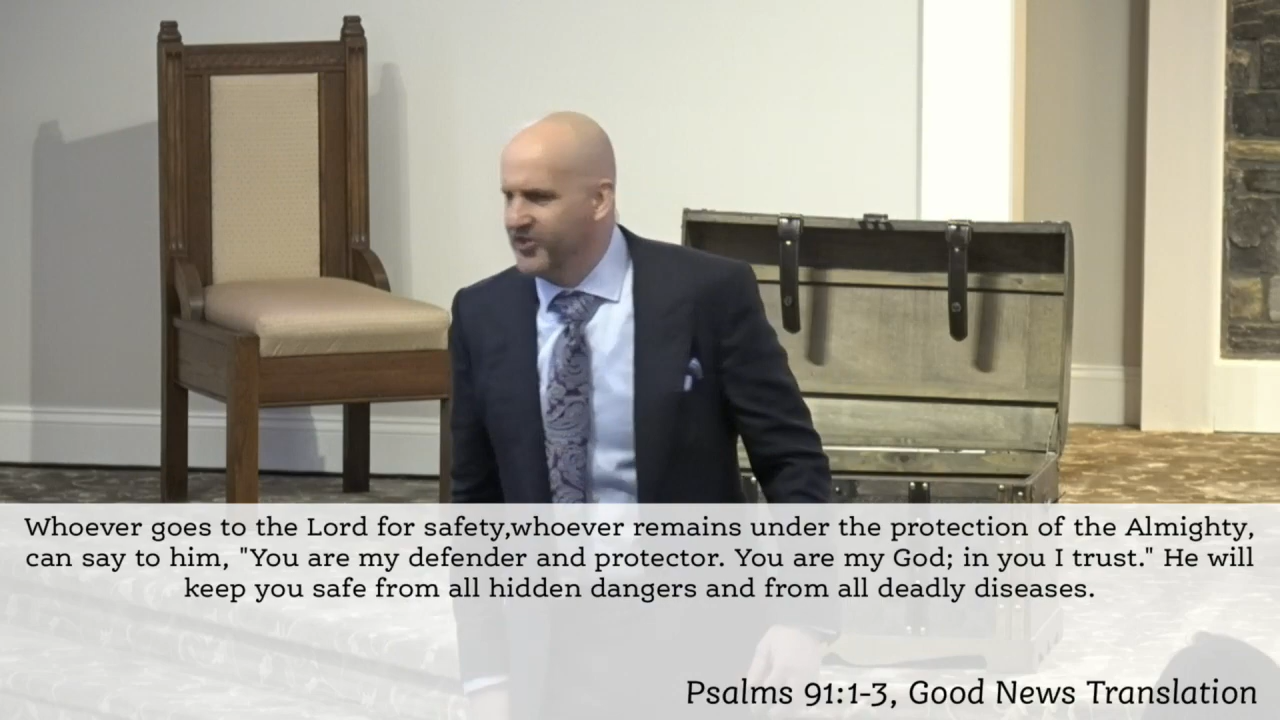 Whoever goes to the Lord for safety,whoever remains under the protection of the Almighty,
can say to him, "You are my defender and protector. You are my God; in you I trust." He will
keep you safe from all hidden dangers and from all deadly diseases.
Psalms 91:1-3, Good News Translation